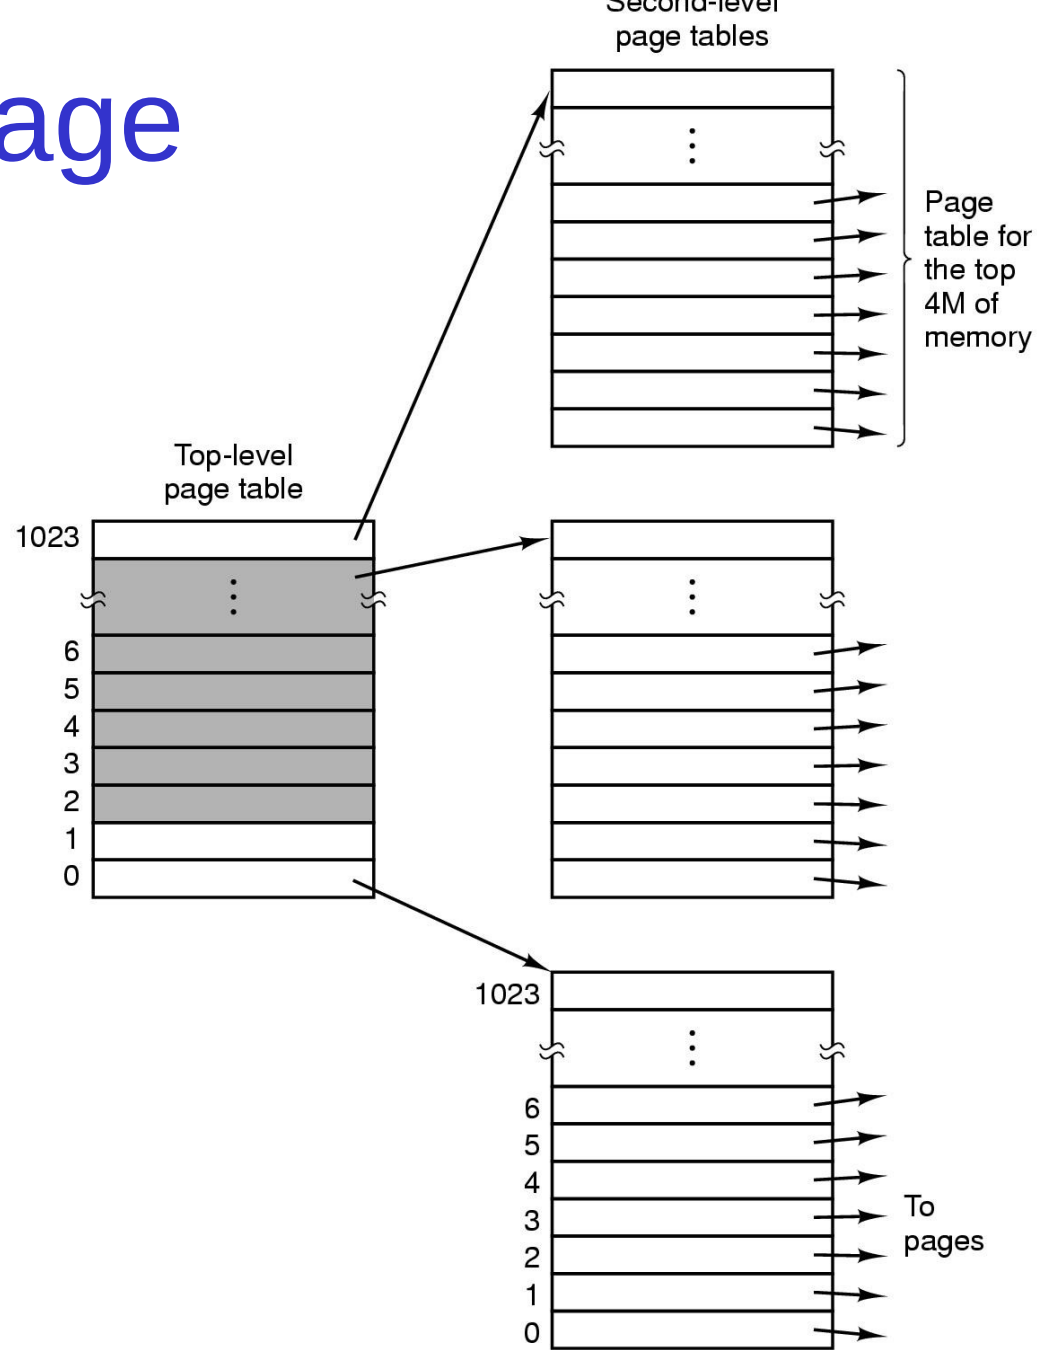 Second-level
page tables
age
Page
table for
the top
4M of
memory
Top-level
page table
1023
6
5
4
3
2
1
0
1023
6
5
4
3
2
1
0
To
pages